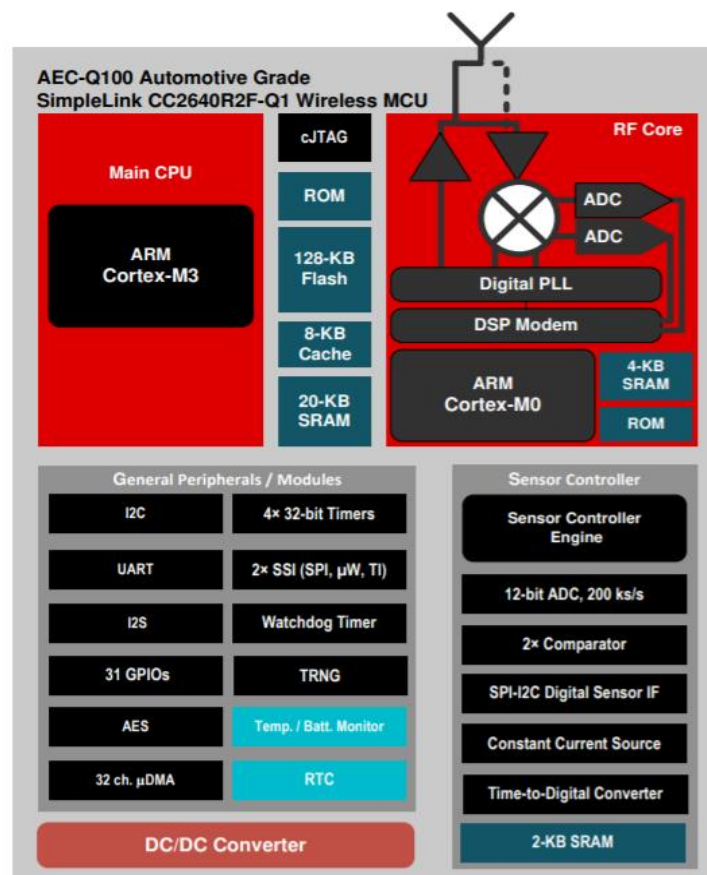 AEC-Q100 Automotive Grade
SimpleLink CC2640R2F-Q1 Wireless MCU
Main CPU
ARM
Cortex-M3
cJTAG
ROM
128-KB
Flash
8-KB
Cache
20-KB
SRAM
RF Core
ADC
ADC
Digital PLL
DSP Modem
ARM
Cortex-M0
4-KB
SRAM
ROM
General Peripherals / Modules
I2C
4× 32-bit Timers
UART
2× SSI (SPI, µW, TI)
I2S
Watchdog Timer
31 GPIOs
TRNG
AES
Temp. / Batt. Monitor
32 ch. µDMA
RTC
Sensor Controller
Sensor Controller
Engine
12-bit ADC, 200 ks/s
2× Comparator
SPI-I2C Digital Sensor IF
Constant Current Source
Time-to-Digital Converter
2-KB SRAM
DC/DC Converter